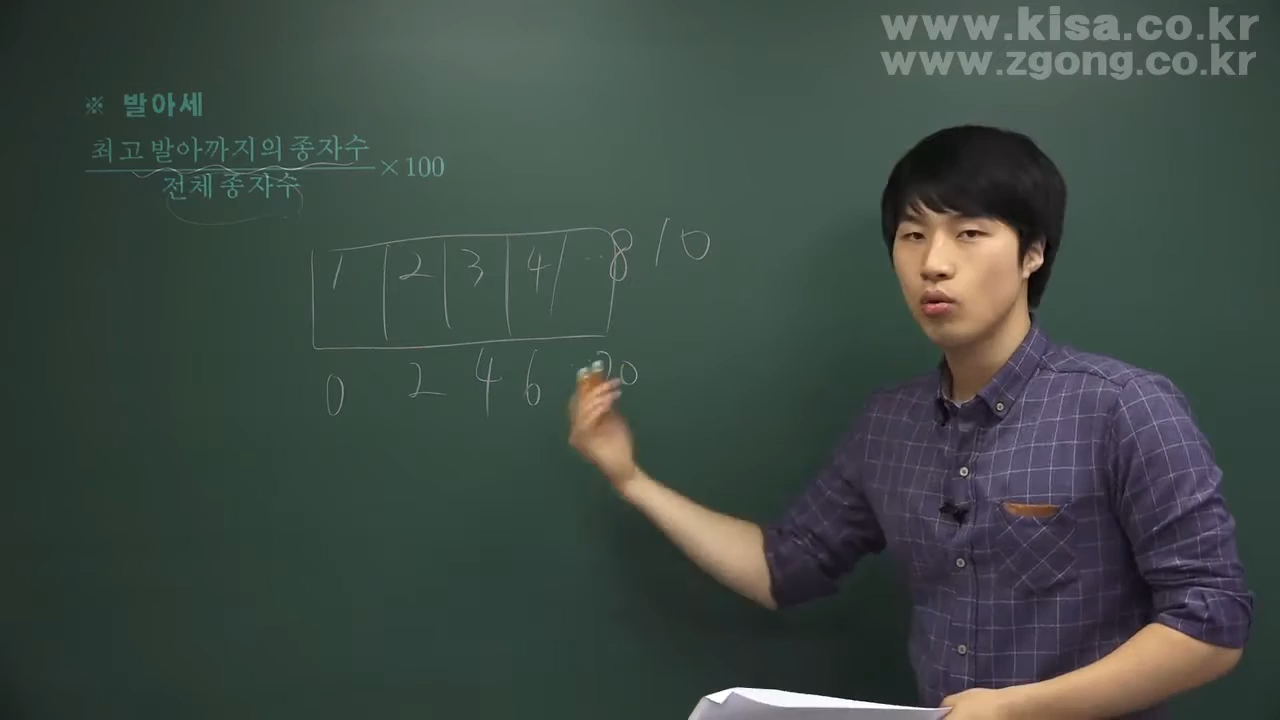 www.kisa.co.kr
www.zgong.co.kr
※ 발아세
최고 발아까지의 종자수
전체 종자수
× 100
1 2 3 4 ·· 8 10
0 2 4 6 20